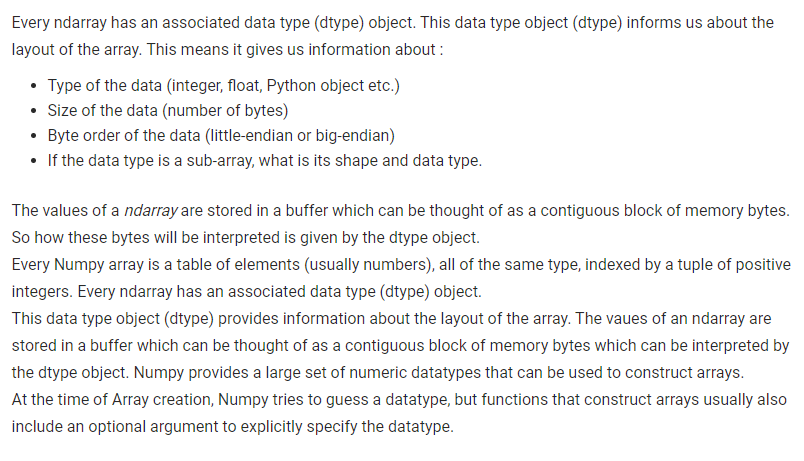 Every ndarray has an associated data type (dtype) object. This data type object (dtype) informs us about the
layout of the array. This means it gives us information about :
• Type of the data (integer, float, Python object etc.)
• Size of the data (number of bytes)
• Byte order of the data (little-endian or big-endian)
• If the data type is a sub-array, what is its shape and data type.
The values of a ndarray are stored in a buffer which can be thought of as a contiguous block of memory bytes.
So how these bytes will be interpreted is given by the dtype object.
Every Numpy array is a table of elements (usually numbers), all of the same type, indexed by a tuple of positive
integers. Every ndarray has an associated data type (dtype) object.
This data type object (dtype) provides information about the layout of the array. The vaues of an ndarray are
stored in a buffer which can be thought of as a contiguous block of memory bytes which can be interpreted by
the dtype object. Numpy provides a large set of numeric datatypes that can be used to construct arrays.
At the time of Array creation, Numpy tries to guess a datatype, but functions that construct arrays usually also
include an optional argument to explicitly specify the datatype.